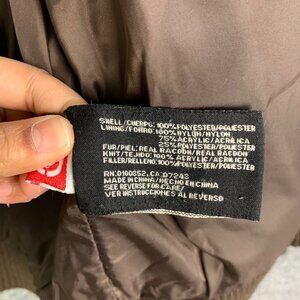 SHELL/CUERPO: 100% POLYESTER/POLIESTER
LINING/FORRO: 100% NYLON/NYLON
75% ACRYLIC/ACRILICA
25% POLYESTER/POLIESTER
FUR/PIEL: REAL RACOON/REAL RACOON
KNIT/TEJIDO: 100% ACRYLIC/ACRILICA
FILLER/RELLENO: 100% POLYESTER/POLIESTER
RN: 0100852, CA: 07243
MADE IN CHINA/HECHO EN CHINA
SEE REVERSE FOR CARE/
VER INSTRUCCIONES AL REVERSO